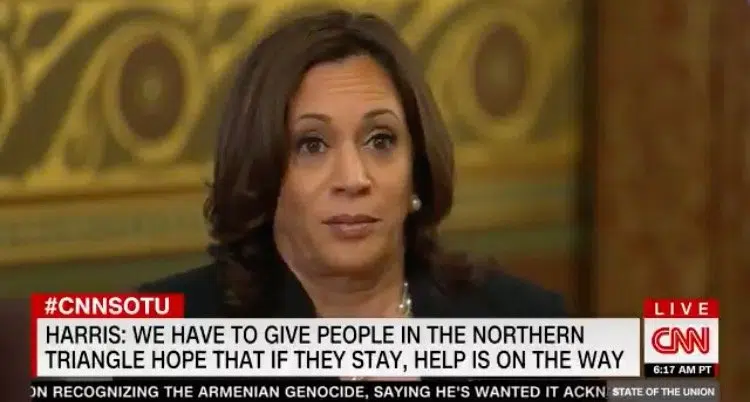 #CNNSOTU
HARRIS: WE HAVE TO GIVE PEOPLE IN THE NORTHERN
TRIANGLE HOPE THAT IF THEY STAY, HELP IS ON THE WAY
LIVE
CNN
6:17 AM PT
ON RECOGNIZING THE ARMENIAN GENOCIDE, SAYING HE'S WANTED IT ACKN
STATE OF THE UNION